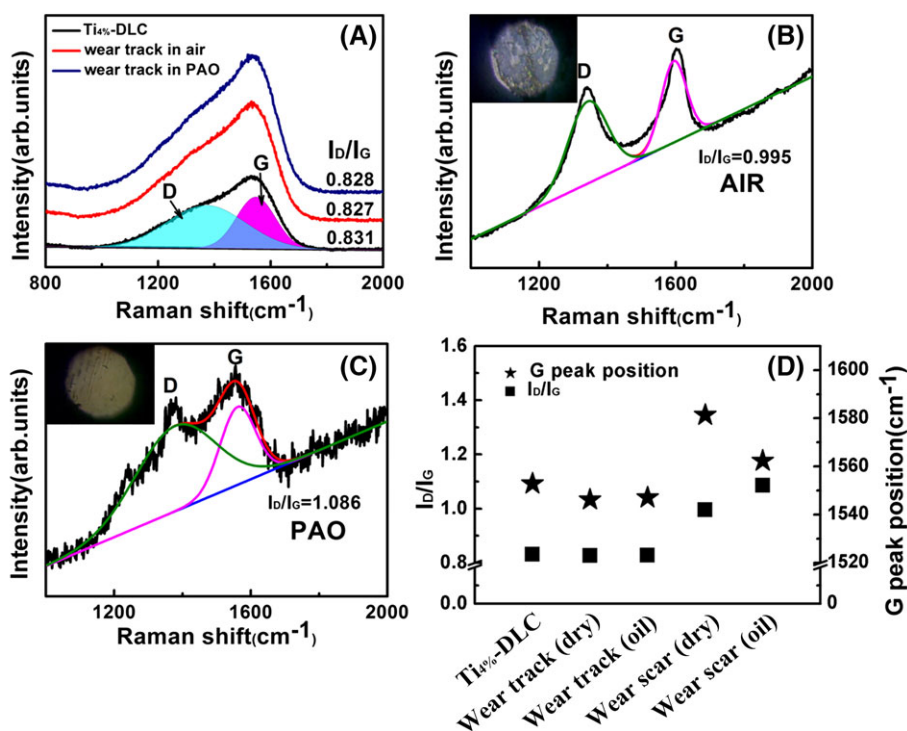 (A)
Ti4%-DLC
wear track in air
wear track in PAO
ID/IG
0.828
0.827
0.831
D
G
Intensity(arb.units)
800
1200
1600
2000
Raman shift(cm-1)
(B)
D
G
ID/IG=0.995
AIR
Intensity(arb.units)
1200
1600
2000
Raman shift(cm-1)
(C)
D
G
ID/IG=1.086
PAO
Intensity(arb.units)
1200
1600
2000
Raman shift(cm-1)
(D)
G peak position
ID/IG
1.6
1.4
1.2
1.0
0.8
0.0
ID/IG
1600
1580
1560
1540
1520
0
G peak position(cm-1)
Ti4%-DLC
Wear track (dry)
Wear track (oil)
Wear scar (dry)
Wear scar (oil)